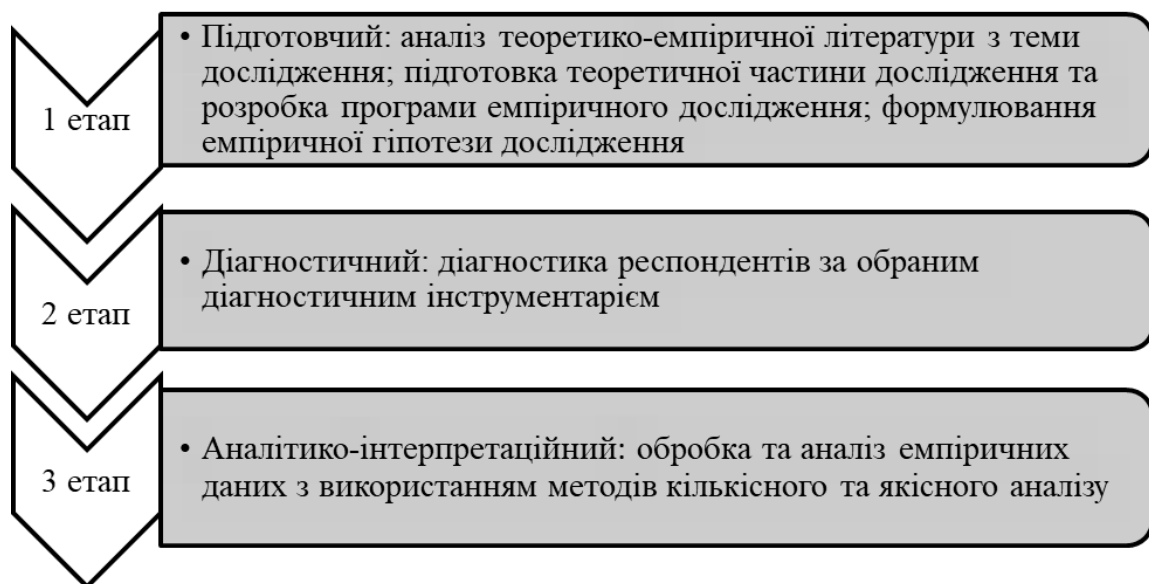 1 етап
• Підготовчий: аналіз теоретико-емпіричної література з теми
дослідження; підготовка теоретичної частини дослідження та
розробка програми емпіричного дослідження; формулювання
емпіричної гіпотези дослідження
2 етап
• Діагностичний: діагностика респондентів за обраним
діагностичним інструментарієм
3 етап
• Аналітико-інтерпретаційний: обробка та аналіз емпіричних
даних з використанням методів кількісного та якісного аналізу